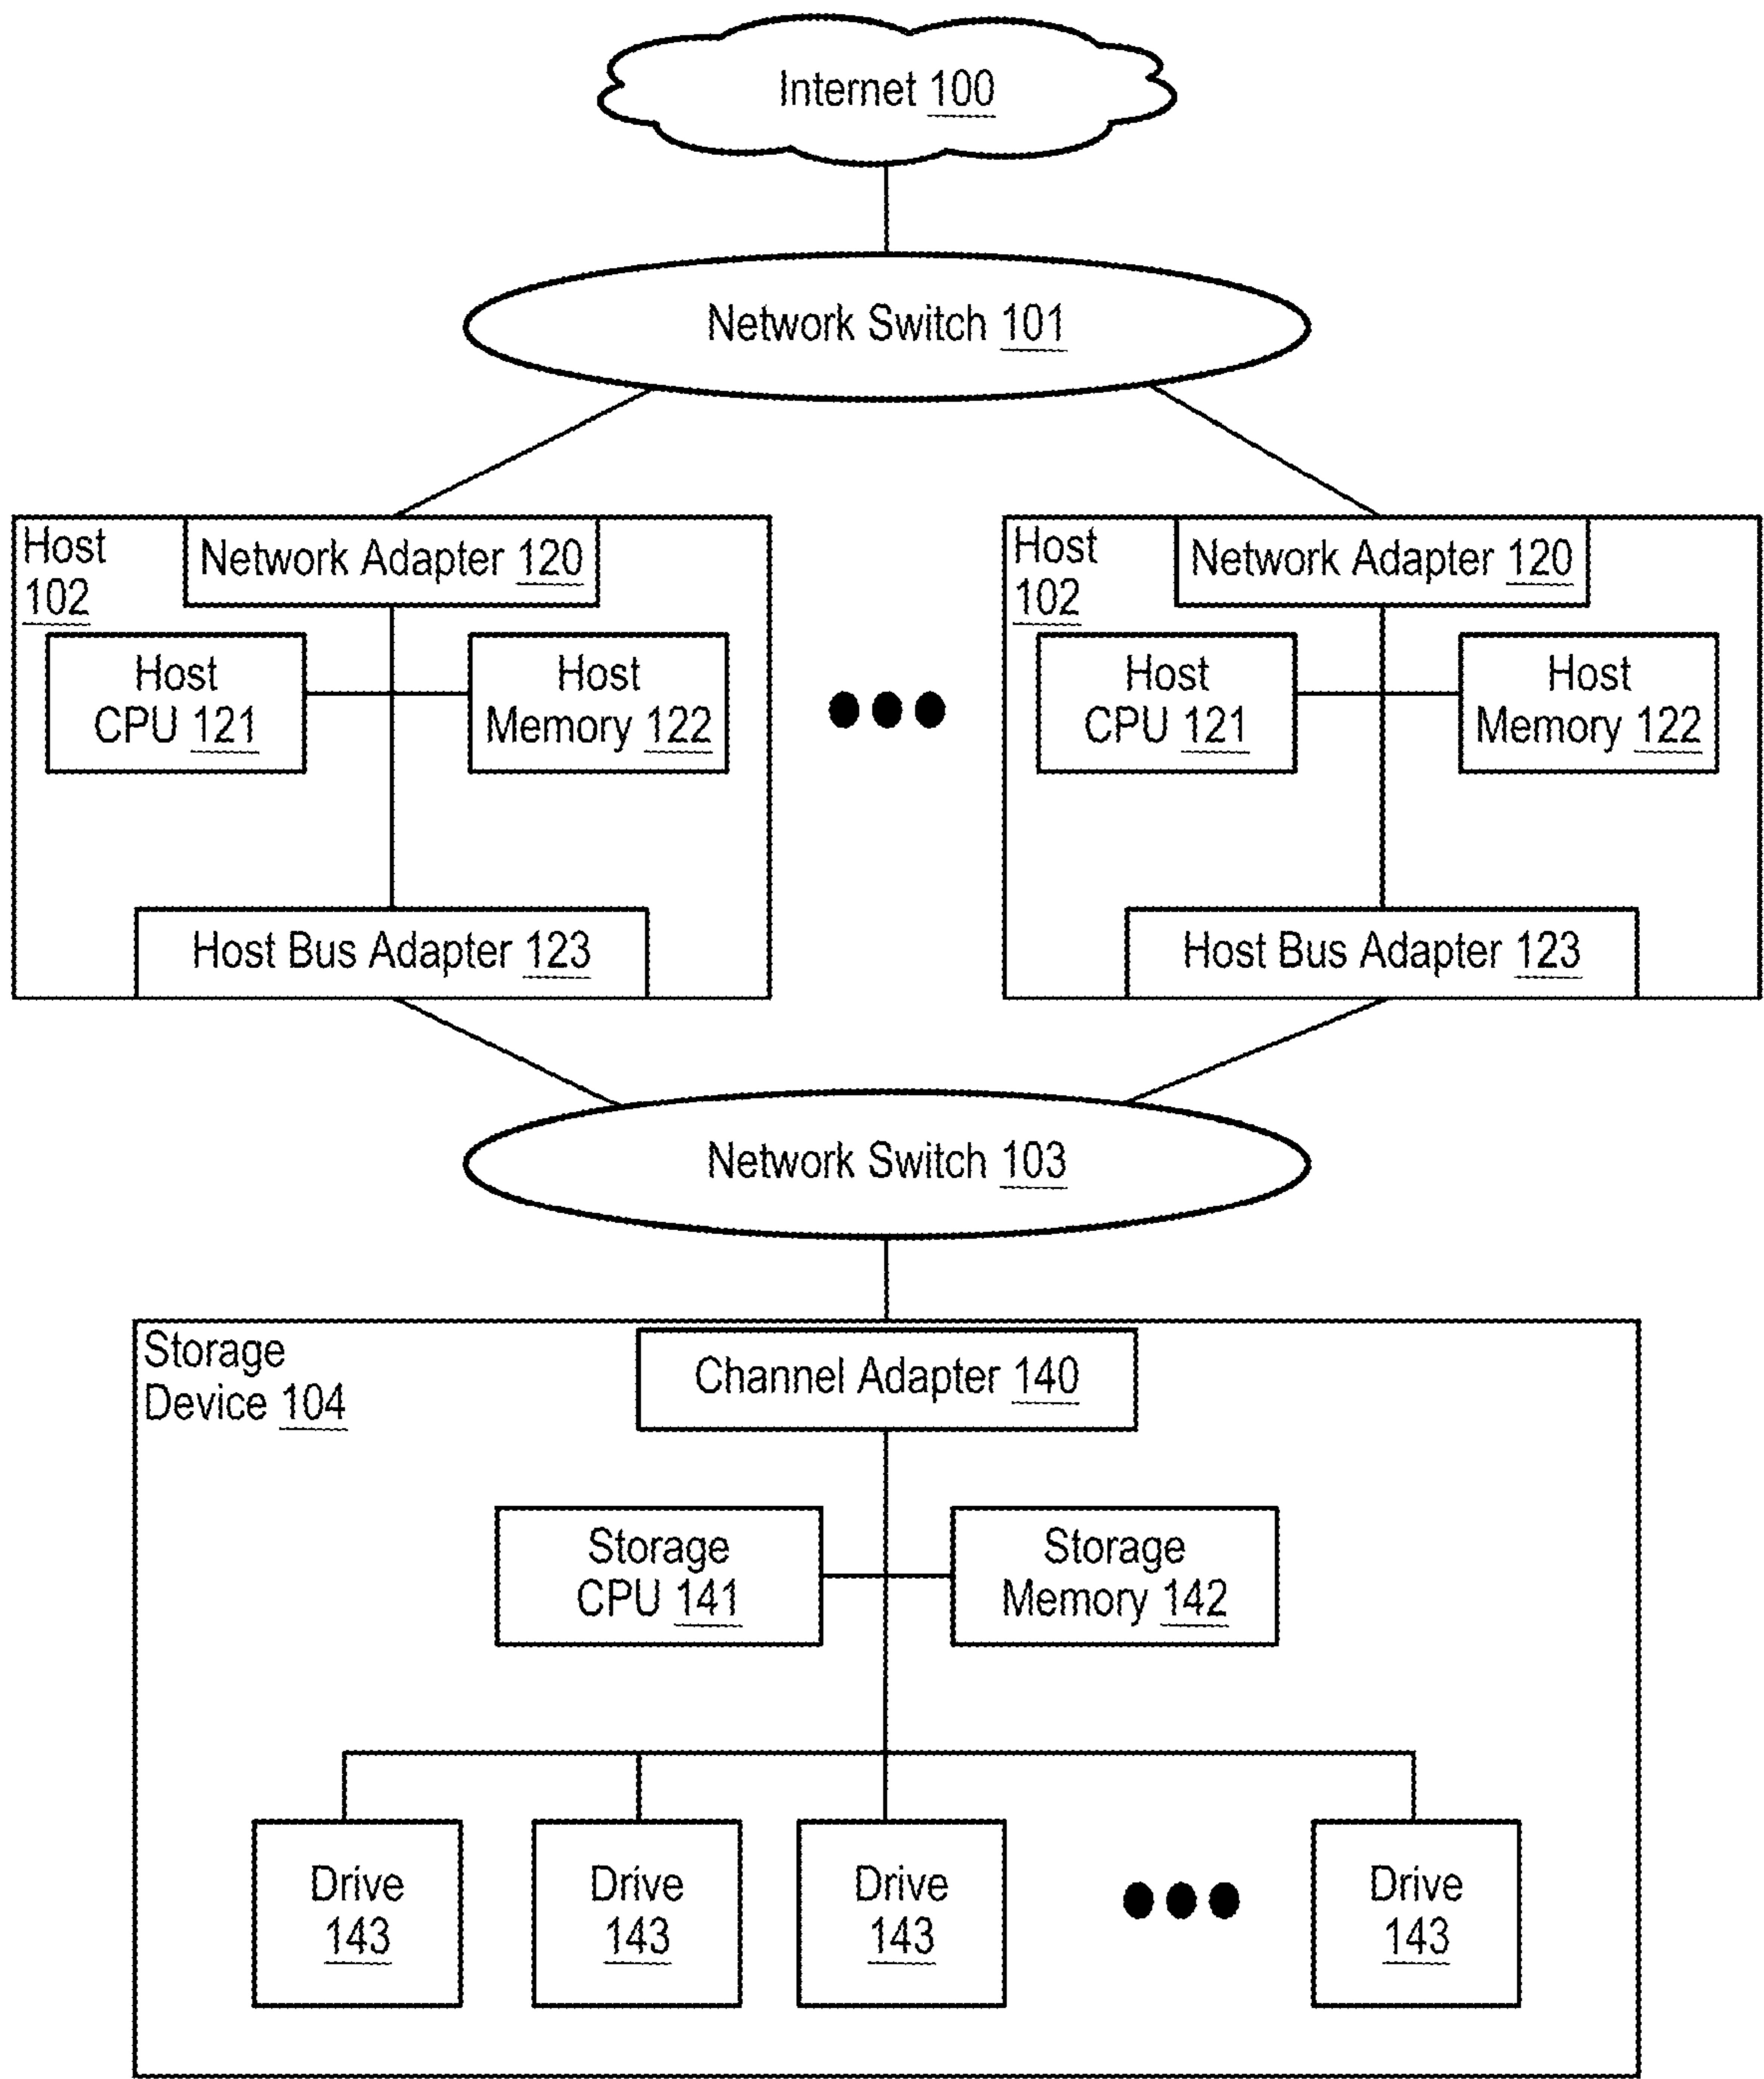 Internet 100
Network Switch 101
Host
102
Network Adapter 120
Host
CPU 121
Host
Memory 122
Host Bus Adapter 123
Host
102
Network Adapter 120
Host
CPU 121
Host
Memory 122
Host Bus Adapter 123
Network Switch 103
Storage
Device 104
Channel Adapter 140
Storage
CPU 141
Storage
Memory 142
Drive
143
Drive
143
Drive
143
Drive
143